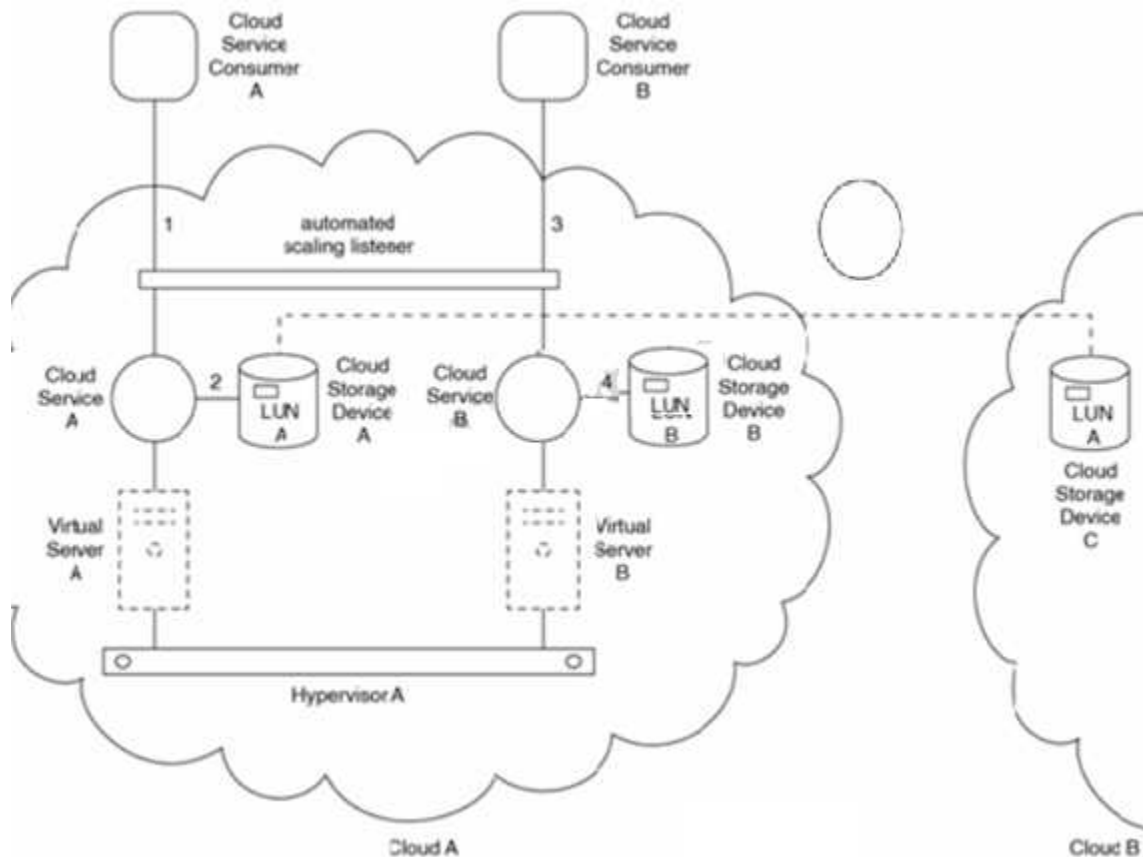 Cloud
Service
Consumer
A
Cloud
Service
Consumer
B
1
automated
scaling listener
3
Cloud
Service
A
2
LUN
A
Cloud
Storage
Device
A
Cloud
Service
B
4
LUN
B
Cloud
Storage
Device
B
LUN
A
Cloud
Storage
Device
C
Virtual
Server
A
Virtual
Server
B
Hypervisor A
Cloud A
Cloud B